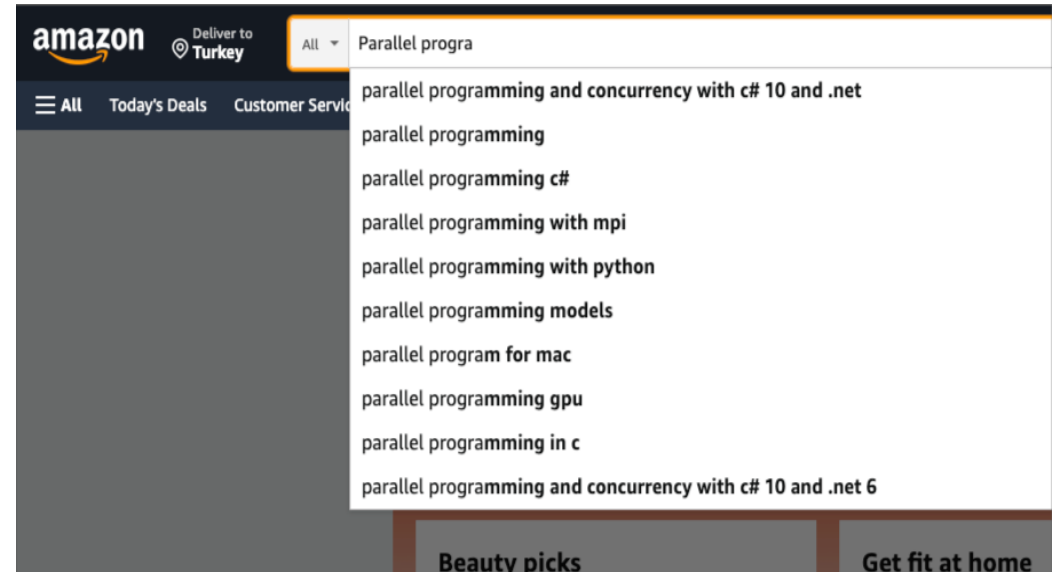 amazon
Deliver to
Turkey
All
Parallel progra
All Today's Deals Customer Servic
parallel programming and concurrency with c# 10 and .net
parallel programming
parallel programming c#
parallel programming with mpi
parallel programming with python
parallel programming models
parallel program for mac
parallel programming gpu
parallel programming in c
parallel programming and concurrency with c# 10 and .net 6
Beauty picks
Get fit at home